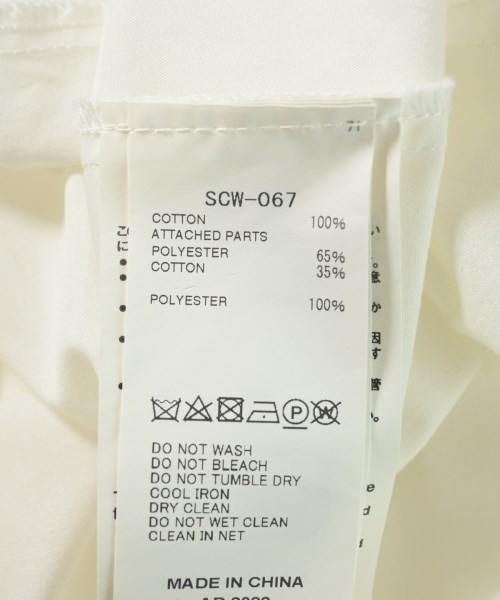 SCW-067
COTTON 100%
ATTACHED PARTS
POLYESTER 65%
COTTON 35%
POLYESTER 100%
P W
DO NOT WASH
DO NOT BLEACH
DO NOT TUMBLE DRY
COOL IRON
DRY CLEAN
DO NOT WET CLEAN
CLEAN IN NET
MADE IN CHINA